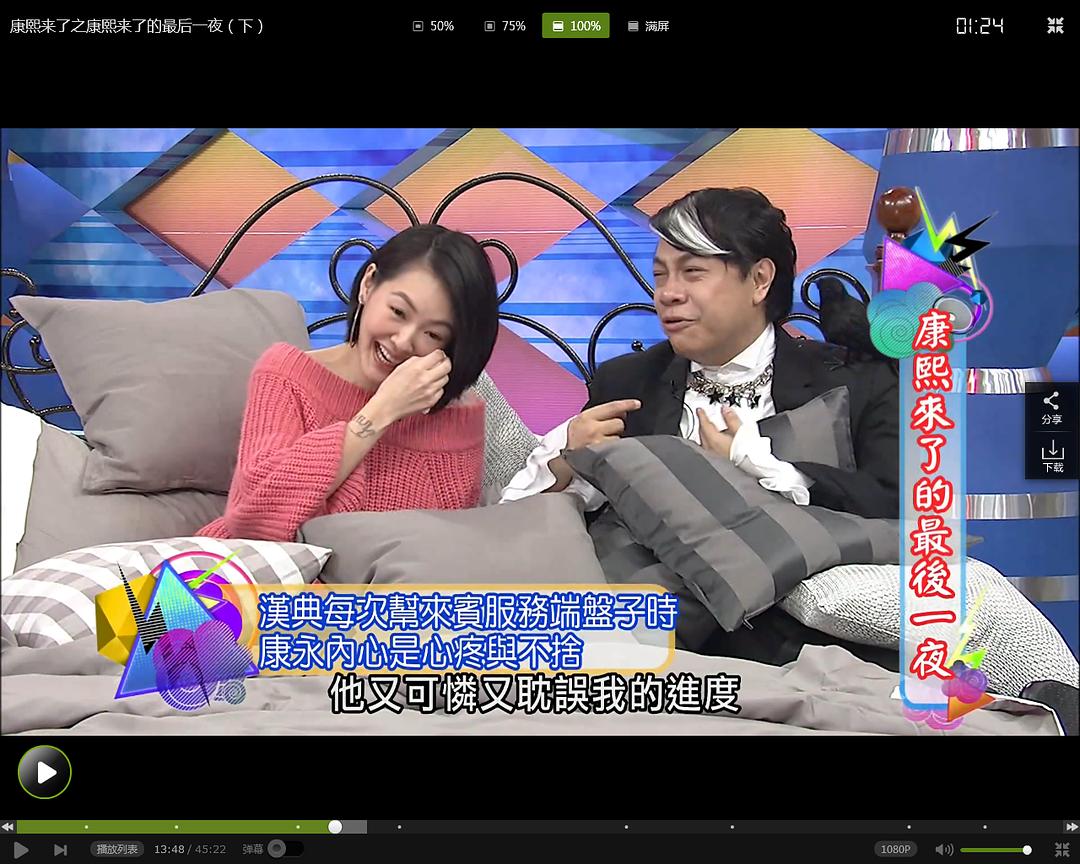 康熙来了之康熙来了的最后一夜（下）
50%
75%
100%
满屏
01:24
康熙來了的最後一夜
分享
下载
漢典每次幫來賓服務端盤子時
康永內心是心疼與不捨
他又可憐又耽誤我的進度
播放列表
13:48 / 45:22
弹幕
1080P